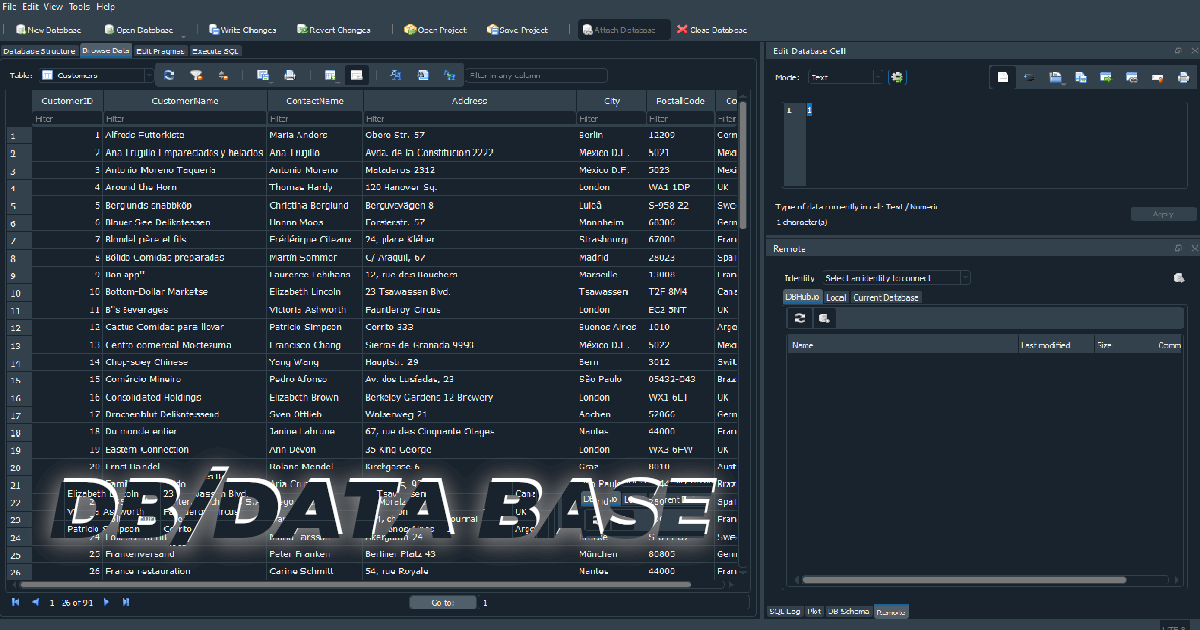 File Edit View Tools Help
New Database Open Database Write Changes Revert Changes Open Project Save Project Attach Database Close Database
Database Structure Browse Data Edit Pragmas Execute SQL
Table: Customers Filter in any column
CustomerID CustomerName ContactName Address City PostalCode Co
Filter Filter Filter Filter Filter Filter Filter
1 1 Alfreds Futterkiste Maria Anders Obere Str. 57 Berlin 12209 Germ
2 2 Ana Trujillo Emparedados y helados Ana Trujillo Avda. de la Constitución 2222 México D.F. 5021 Mexi
3 3 Antonio Moreno Taquería Antonio Moreno Mataderos 2312 México D.F. 5023 Mexi
4 4 Around the Horn Thomas Hardy 120 Hanover Sq. London WA1 1DP UK
5 5 Berglunds snabbköp Christina Berglund Berguvsvägen 8 Luleå S-958 22 Swe
6 6 Blauer See Delikatessen Hanna Moos Forsterstr. 57 Mannheim 68306 Germ
7 7 Blondel père et fils Frédérique Citeaux 24, place Kléber Strasbourg 67000 Fran
8 8 Bólido Comidas preparadas Martín Sommer C/ Araquil, 67 Madrid 28023 Spai
9 9 Bon app'' Laurence Lebihans 12, rue des Bouchers Marseille 13008 Fran
10 10 Bottom-Dollar Marketse Elizabeth Lincoln 23 Tsawassen Blvd. Tsawassen T2F 8M4 Cana
11 11 B''s Beverages Victoria Ashworth Fauntleroy Circus London EC2 5NT UK
12 12 Cactus Comidas para llevar Patricio Simpson Cerrito 333 Buenos Aires 1010 Arge
13 13 Centro comercial Moctezuma Francisco Chang Sierras de Granada 9993 México D.F. 5022 Mexi
14 14 Chop-suey Chinese Yang Wang Hauptstr. 29 Bern 3012 Swit
15 15 Comércio Mineiro Pedro Afonso Av. dos Lusíadas, 23 São Paulo 05432-043 Braz
16 16 Consolidated Holdings Elizabeth Brown Berkeley Gardens 12 Brewery London WX1 6LT UK
17 17 Drachenblut Delikatessend Sven Ottlieb Walserweg 21 Aachen 52066 Germ
18 18 Du monde entier Janine Labrune 67, rue des Cinquante Otages Nantes 44000 Fran
19 19 Eastern Connection Ann Devon 35 King George London WX3 6FW UK
20 20 Ernst Handel Roland Mendel Kirchgasse 6 Graz 8010 Aust
21
22
23
24
DB/DATA BASE
25 25 Frankenversand Peter Franken Berliner Platz 43 München 80805 Germ
26 26 France restauration Carine Schmitt 54, rue Royale Nantes 44000 Fran
1 - 26 of 91 Go to: 1
Edit Database Cell
Mode: Text
1 1
Type of data currently in cell: Text / Numeric
1 character(s)
Apply
Remote
Identity Select an identity to connect
DBHub.io Local Current Database
Name Last modified Size Comm
SQL Log Plot DB Schema Remote